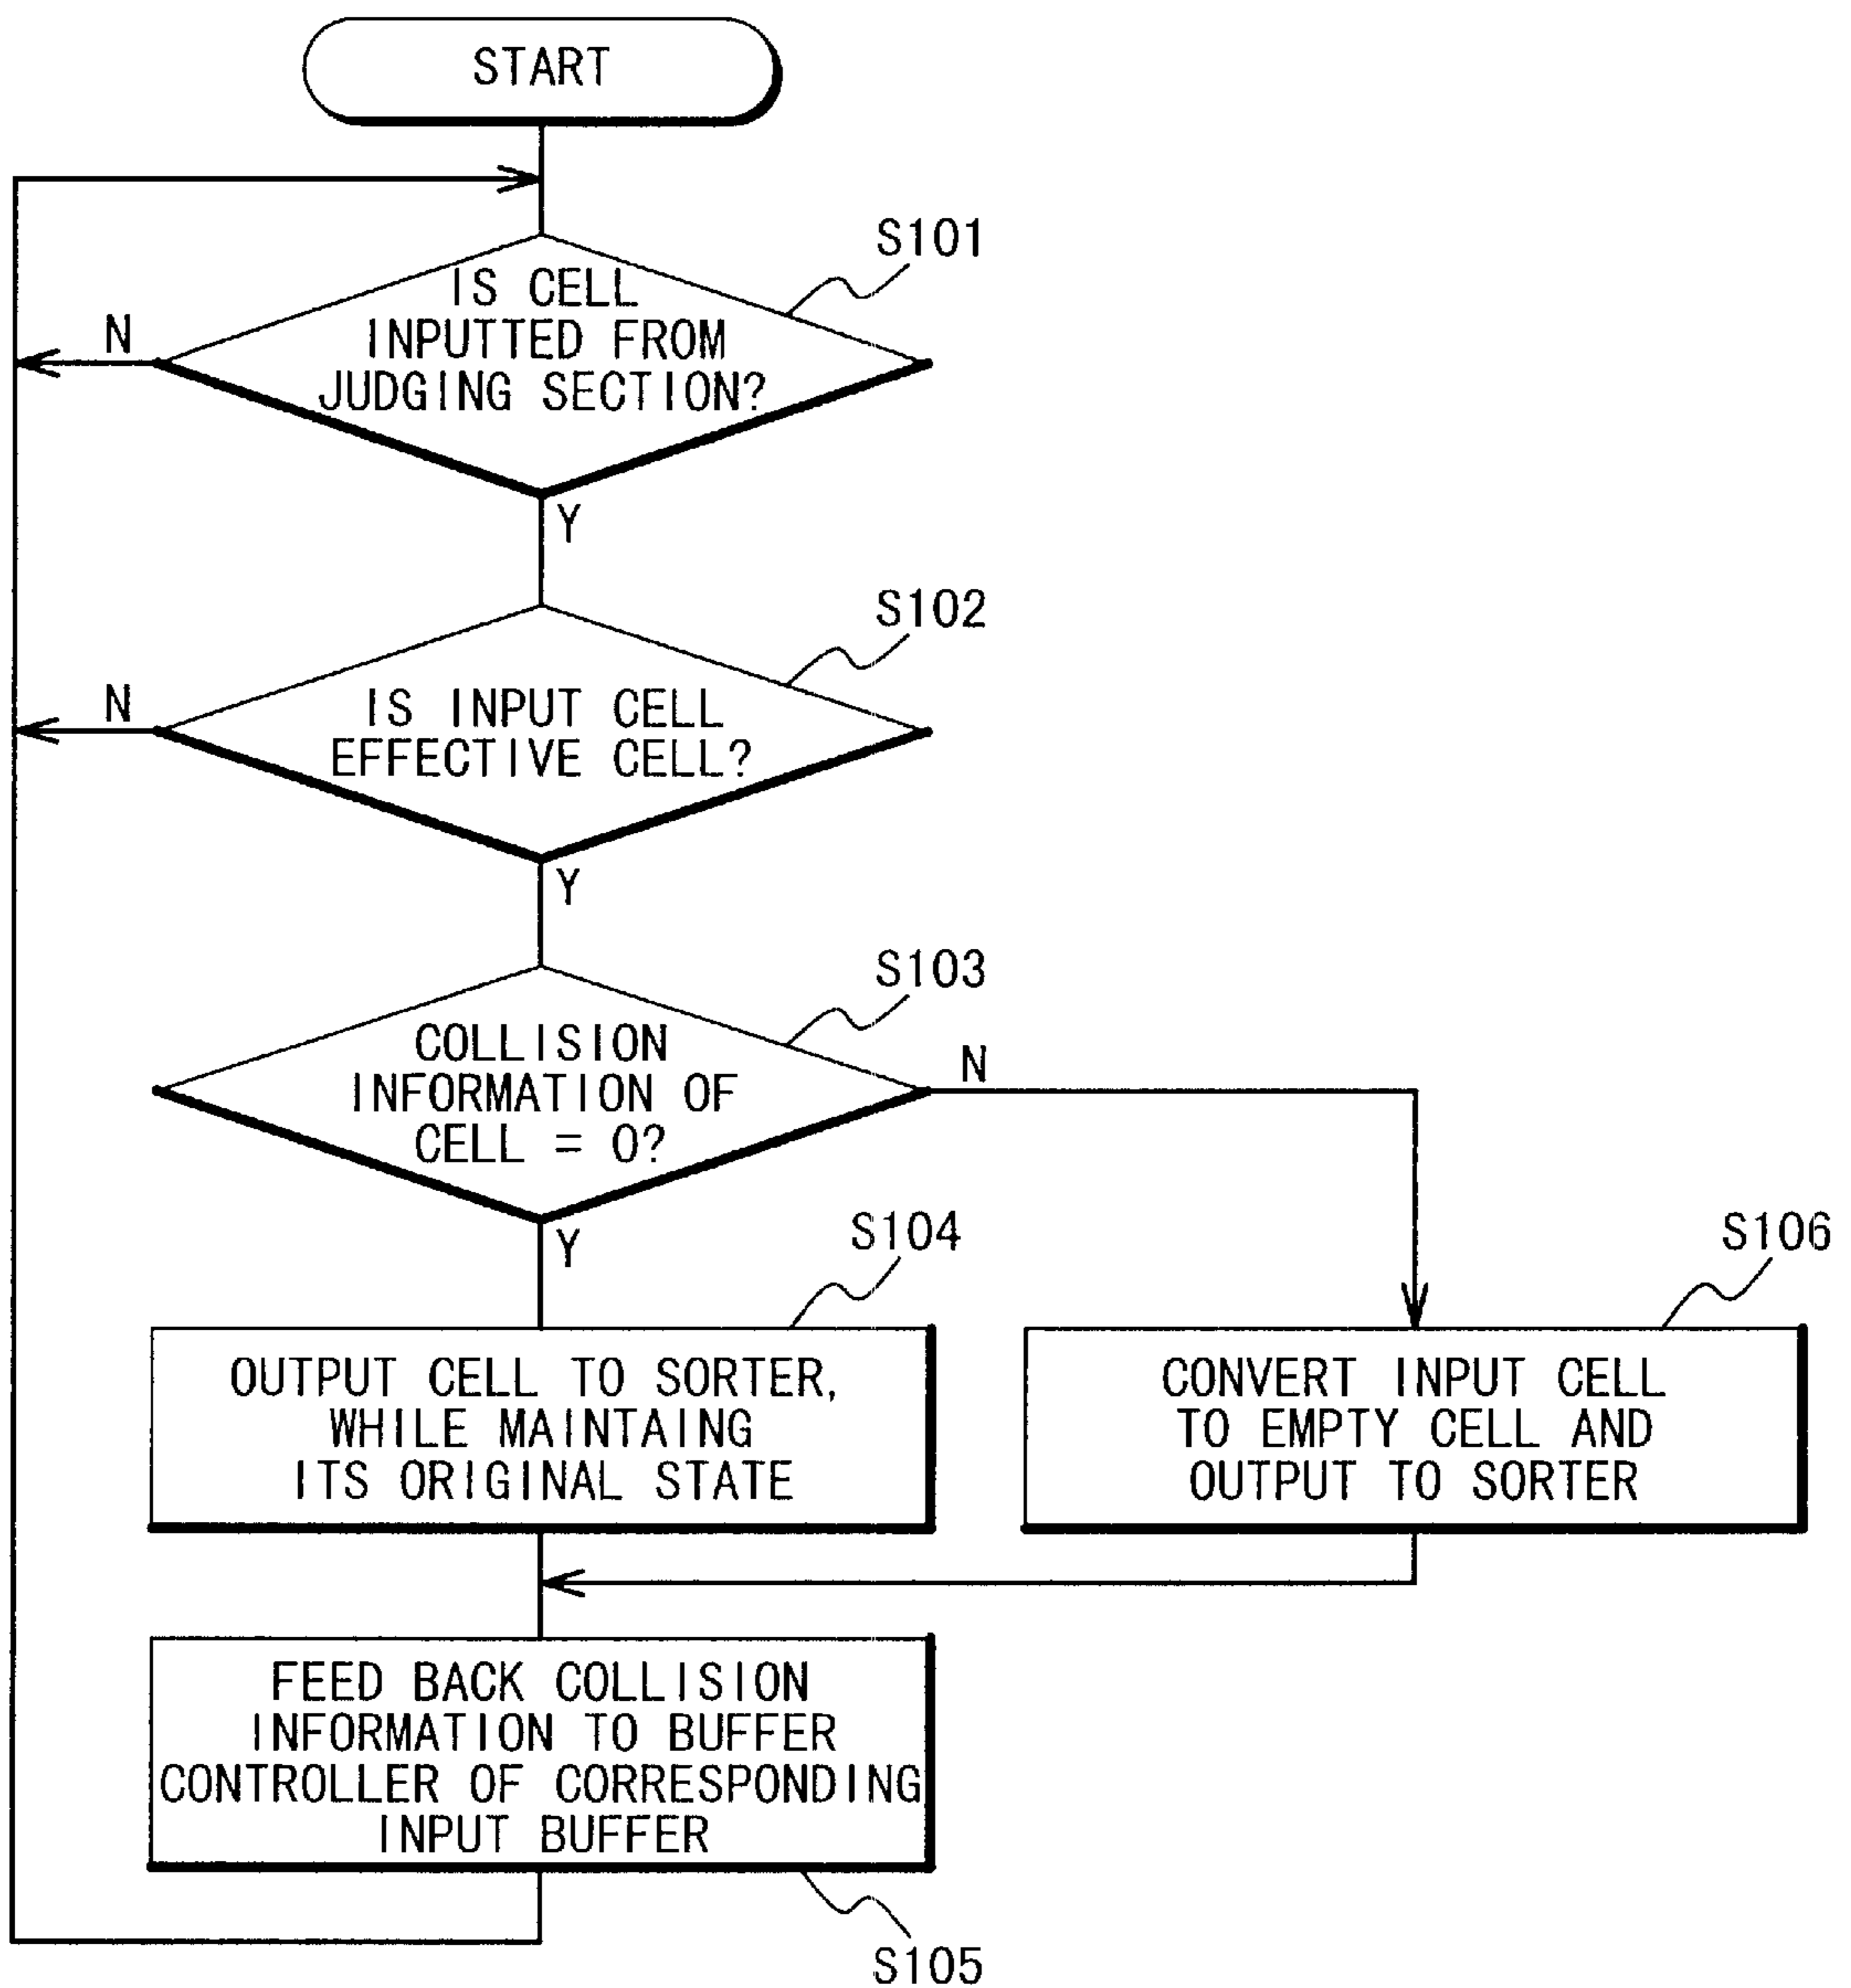 START
S101
IS CELL
INPUTTED FROM
JUDGING SECTION?
N
Y
S102
IS INPUT CELL
EFFECTIVE CELL?
N
Y
S103
COLLISION
INFORMATION OF
CELL = 0?
N
Y
S104
OUTPUT CELL TO SORTER,
WHILE MAINTAING
ITS ORIGINAL STATE
S106
CONVERT INPUT CELL
TO EMPTY CELL AND
OUTPUT TO SORTER
FEED BACK COLLISION
INFORMATION TO BUFFER
CONTROLLER OF CORRESPONDING
INPUT BUFFER
S105